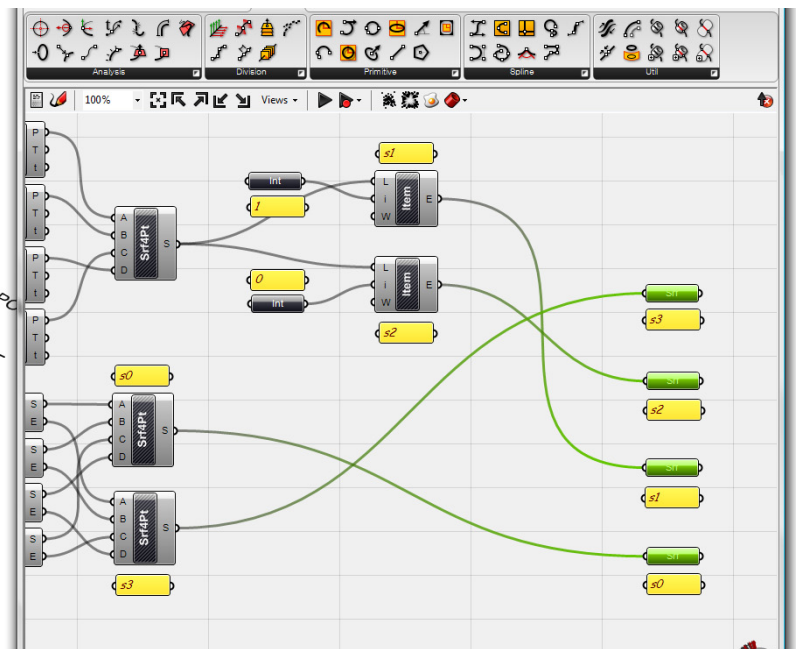 Analysis
Division
Primitive
Spline
Util
100%
Views
P
T
t
P
T
t
P
T
t
P
T
t
A
B
C
D
Srf4Pt
S
s1
Int
1
L
i
W
Item
E
0
Int
L
i
W
Item
E
s2
s0
S
E
S
E
S
E
S
E
A
B
C
D
Srf4Pt
S
A
B
C
D
Srf4Pt
S
s3
Srf
s3
Srf
s2
Srf
s1
Srf
s0